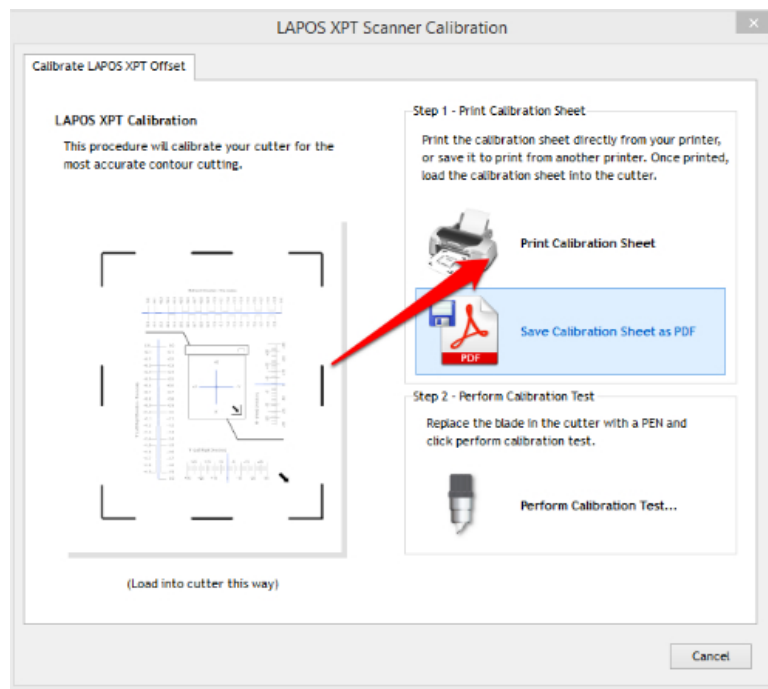 LAPOS XPT Scanner Calibration
Calibrate LAPOS XPT Offset
LAPOS XPT Calibration
This procedure will calibrate your cutter for the
most accurate contour cutting.
(Load into cutter this way)
Step 1 - Print Calibration Sheet
Print the calibration sheet directly from your printer,
or save it to print from another printer. Once printed,
load the calibration sheet into the cutter.
Print Calibration Sheet
PDF
Save Calibration Sheet as PDF
Step 2 - Perform Calibration Test
Replace the blade in the cutter with a PEN and
click perform calibration test.
Perform Calibration Test...
Cancel